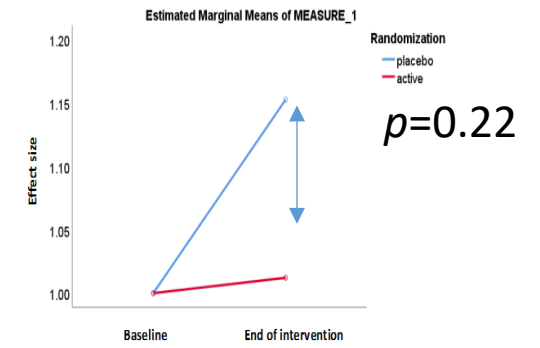 Estimated Marginal Means of MEASURE_1
1.20
1.15
1.10
1.05
1.00
Effect size
Baseline
End of intervention
Randomization
placebo
active
p=0.22